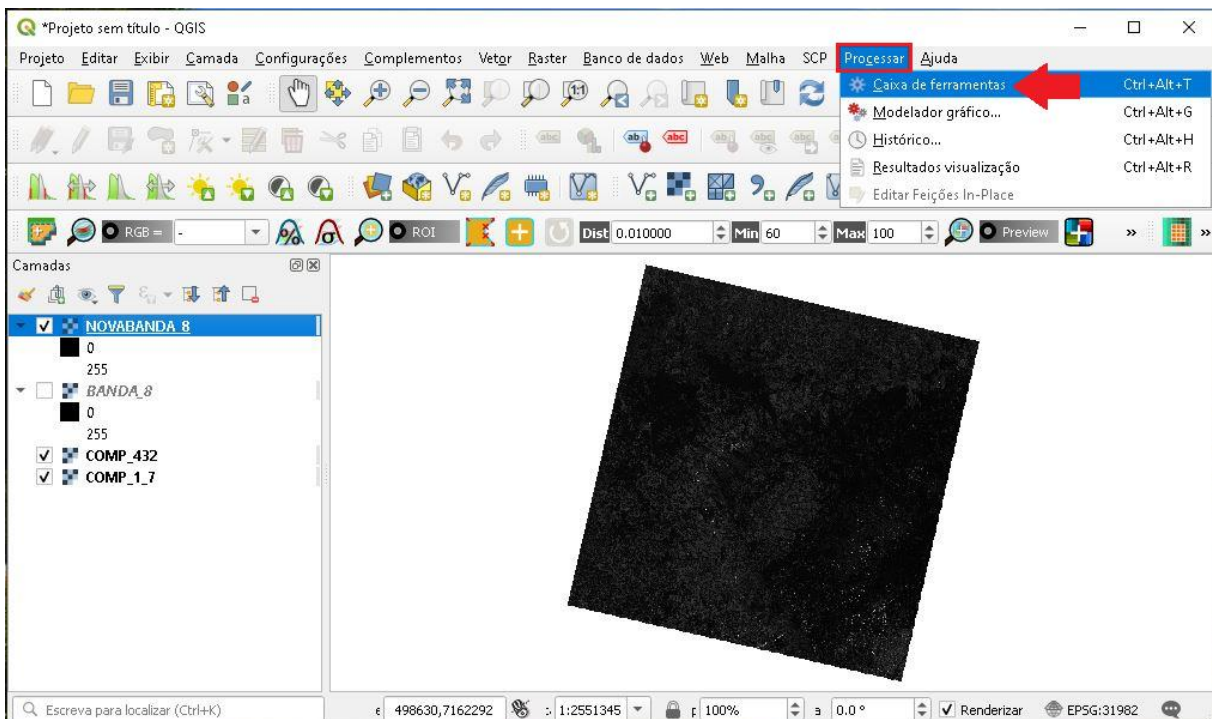 *Projeto sem título - QGIS
Projeto Editar Exibir Camada Configurações Complementos Vetor Raster Banco de dados Web Malha SCP Processar Ajuda
Caixa de ferramentas Ctrl+Alt+T
Modelador gráfico... Ctrl+Alt+G
Histórico... Ctrl+Alt+H
Resultados visualização Ctrl+Alt+R
Editar Feições In-Place
RGB = - ROI Dist 0.010000 Min 60 Max 100 Preview » »
Camadas
NOVABANDA_8
0
255
BANDA_8
0
255
COMP_432
COMP_1_7
Escreva para localizar (Ctrl+K) 498630,7162292 1:2551345 100% 0.0 ° Renderizar EPSG:31982